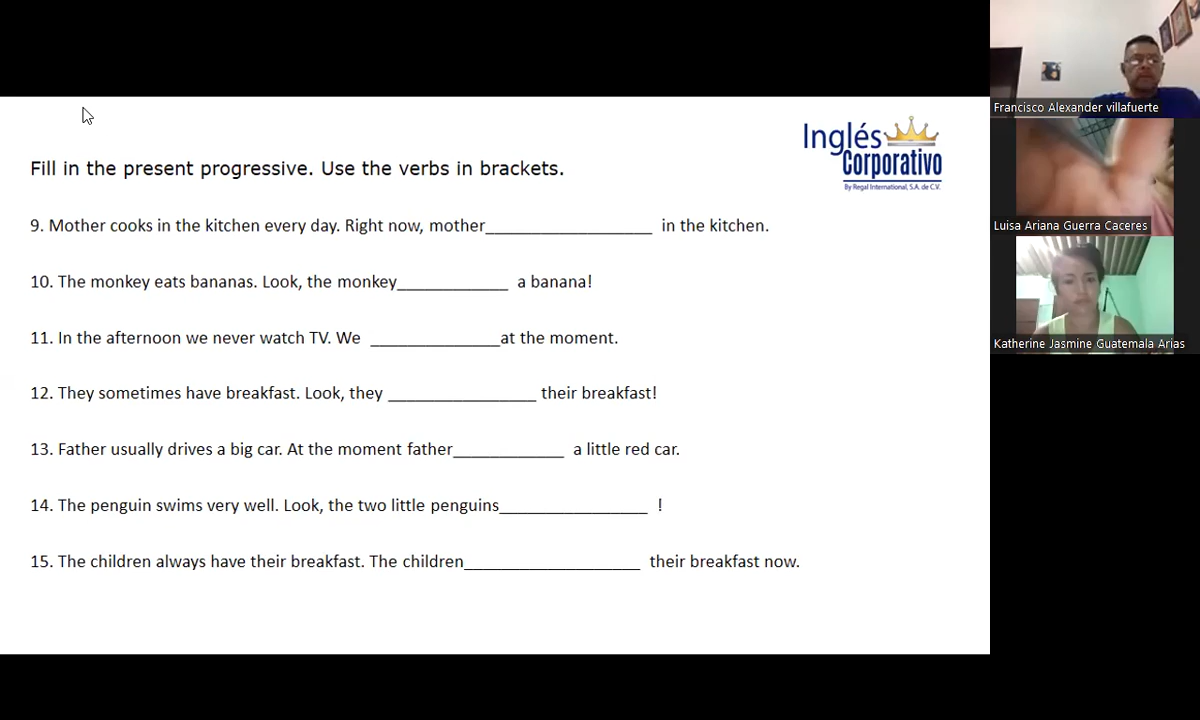 Fill in the present progressive. Use the verbs in brackets.
Inglés
Corporativo
By Regal International, S.A. de C.V.
9. Mother cooks in the kitchen every day. Right now, mother__________________ in the kitchen.
10. The monkey eats bananas. Look, the monkey____________ a banana!
11. In the afternoon we never watch TV. We ______________at the moment.
12. They sometimes have breakfast. Look, they ________________ their breakfast!
13. Father usually drives a big car. At the moment father____________ a little red car.
14. The penguin swims very well. Look, the two little penguins________________ !
15. The children always have their breakfast. The children___________________ their breakfast now.
Francisco Alexander villafuerte
Luisa Ariana Guerra Caceres
Katherine Jasmine Guatemala Arias